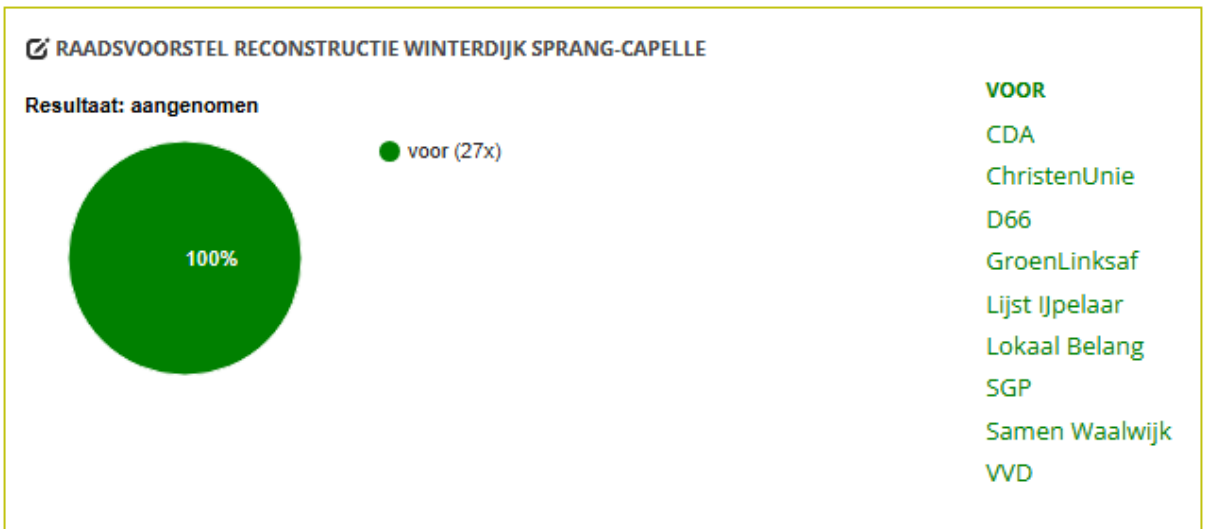 RAADSVOORSTEL RECONSTRUCTIE WINTERDIJK SPRANG-CAPELLE
Resultaat: aangenomen
voor (27x)
100%
VOOR
CDA
ChristenUnie
D66
GroenLinksaf
Lijst IJpelaar
Lokaal Belang
SGP
Samen Waalwijk
VVD